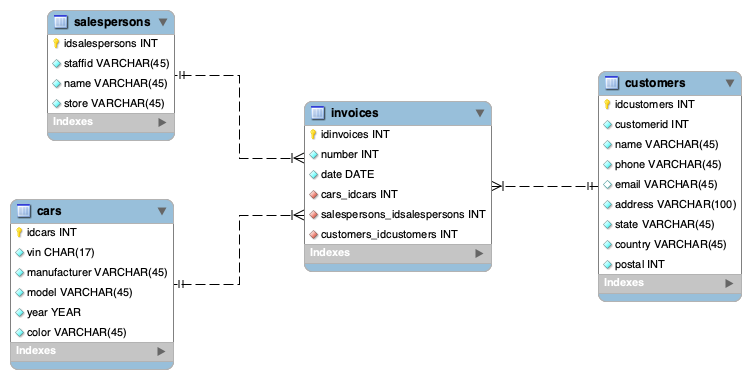 salespersons
idsalespersons INT
staffid VARCHAR(45)
name VARCHAR(45)
store VARCHAR(45)
Indexes
cars
idcars INT
vin CHAR(17)
manufacturer VARCHAR(45)
model VARCHAR(45)
year YEAR
color VARCHAR(45)
Indexes
invoices
idinvoices INT
number INT
date DATE
cars_idcars INT
salespersons_idsalespersons INT
customers_idcustomers INT
Indexes
customers
idcustomers INT
customerid INT
name VARCHAR(45)
phone VARCHAR(45)
email VARCHAR(45)
address VARCHAR(100)
state VARCHAR(45)
country VARCHAR(45)
postal INT
Indexes